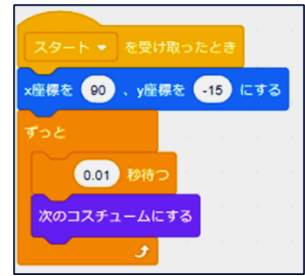 スタート を受け取ったとき
x座標を 90 、y座標を -15 にする
ずっと
0.01 秒待つ
次のコスチュームにする